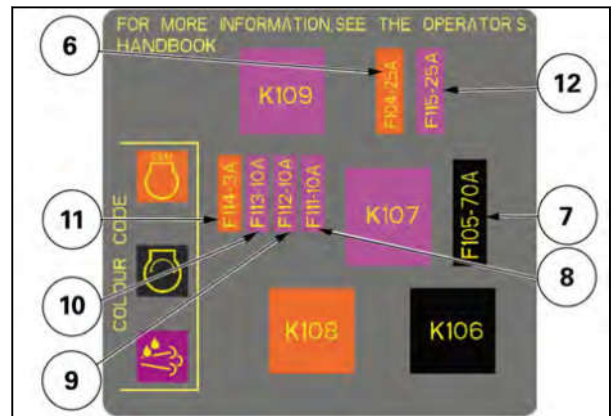 FOR MORE INFORMATION,SEE THE OPERATOR'S
HANDBOOK
6
K109
F104-25A
F115-25A
12
COLOUR CODE
ECM
11
F114-3A
F113-10A
F112-10A
F111-10A
K107
F105-70A
7
8
10
K108
K106
9